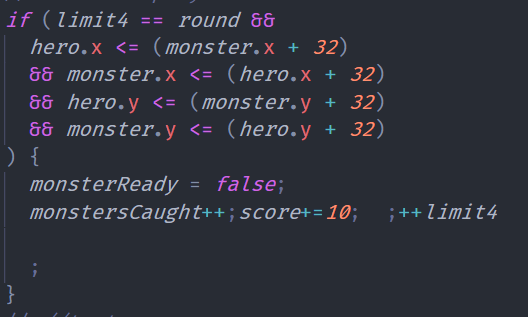 if (limit4 == round &&
hero.x <= (monster.x + 32)
&& monster.x <= (hero.x + 32)
&& hero.y <= (monster.y + 32)
&& monster.y <= (hero.y + 32)
) {
monsterReady = false;
monstersCaught++;score+=10;  ;++limit4
;
}